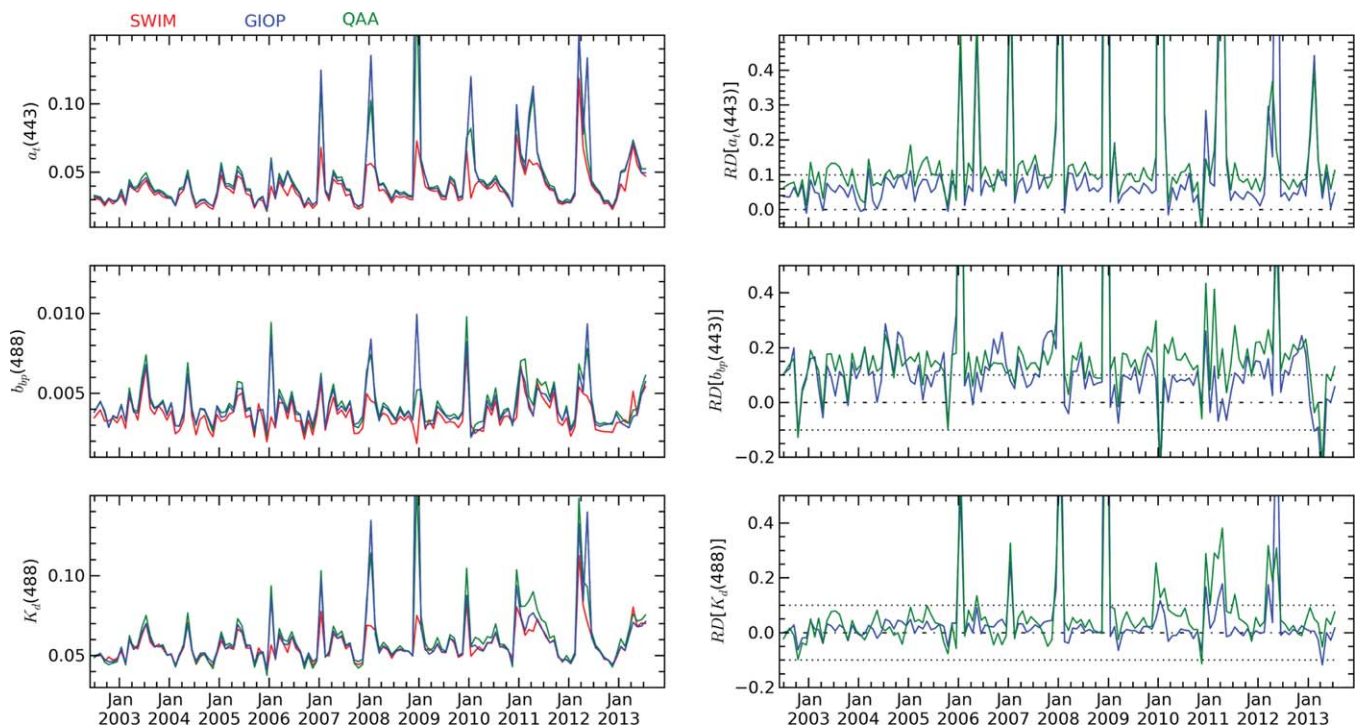 SWIM GIOP QAA
a_t(443)
0.10
0.05
RD[a_t(443)]
0.4
0.3
0.2
0.1
0.0
b_bp(488)
0.010
0.005
RD[b_bp(443)]
0.4
0.2
0.0
−0.2
K_d(488)
0.10
0.05
RD[K_d(488)]
0.4
0.2
0.0
−0.2
Jan Jan Jan Jan Jan Jan Jan Jan Jan Jan Jan
2003 2004 2005 2006 2007 2008 2009 2010 2011 2012 2013
Jan Jan Jan Jan Jan Jan Jan Jan Jan Jan Jan
2003 2004 2005 2006 2007 2008 2009 2010 2011 2012 2013